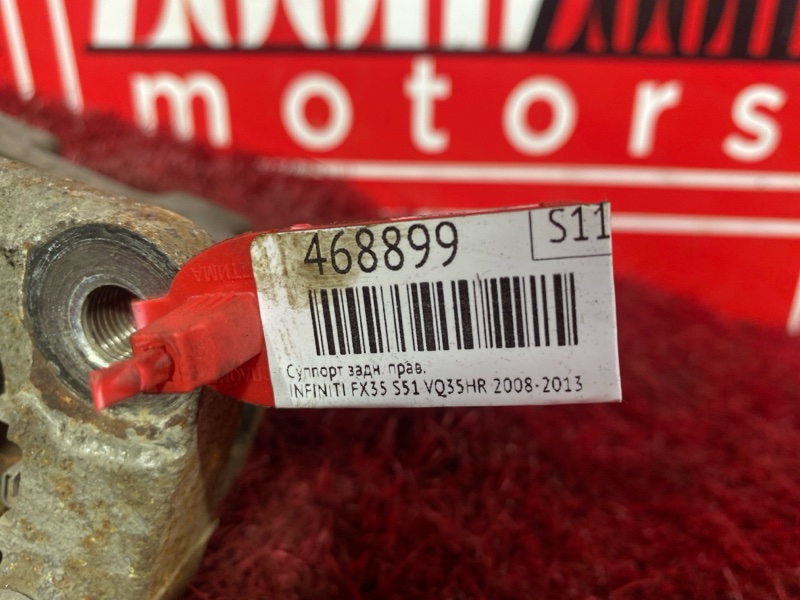 motors
468899
S11
Суппорт задн. прав.
INFINITI FX35 S51 VQ35HR 2008-2013